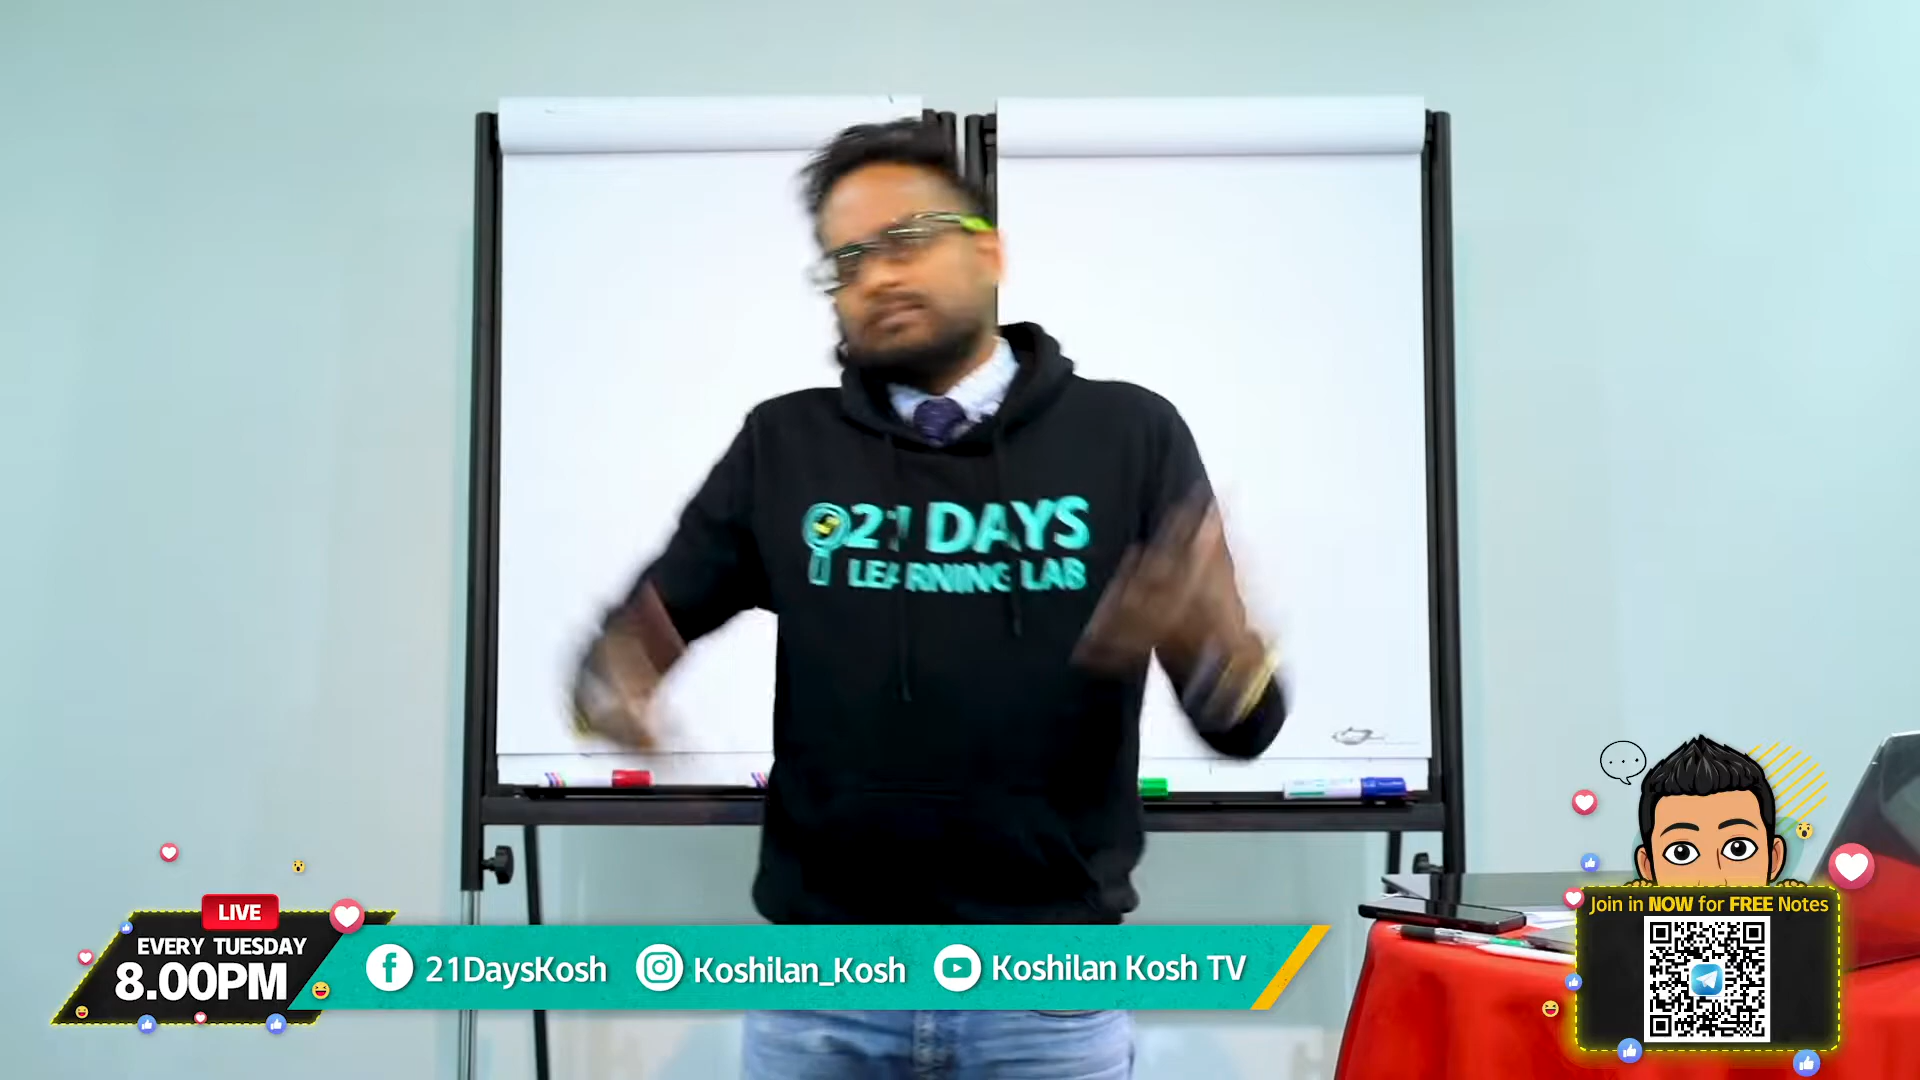 21 DAYS
LEARNING LAB
LIVE
EVERY TUESDAY
8.00PM
21DaysKosh
Koshilan_Kosh
Koshilan Kosh TV
Join in NOW for FREE Notes